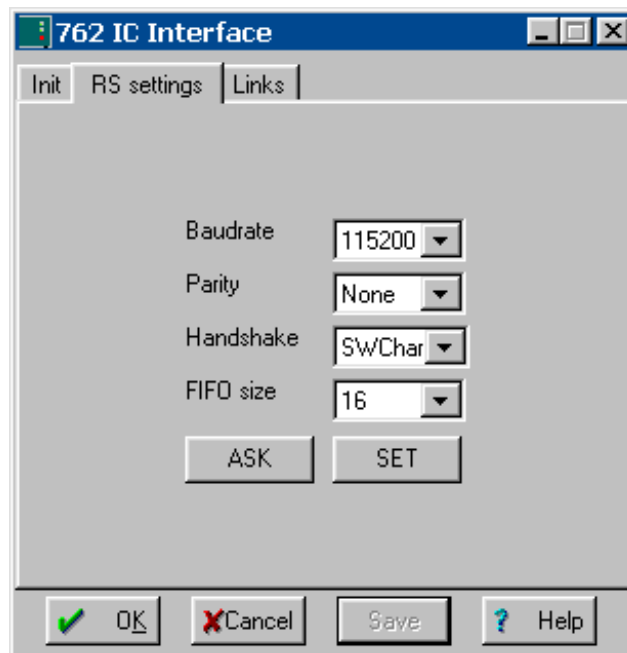 762 IC Interface
Init RS settings Links
Baudrate 115200
Parity None
Handshake SWChar
FIFO size 16
ASK SET
OK Cancel Save Help